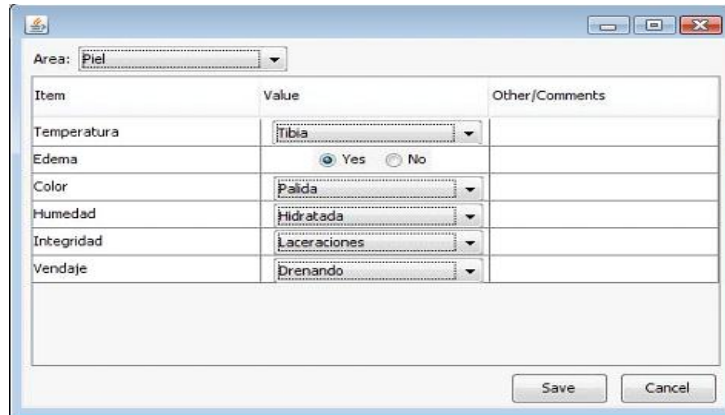 Area: Piel
Item Value Other/Comments
Temperatura Tibia
Edema Yes No
Color Palida
Humedad Hidratada
Integridad Laceraciones
Vendaje Drenando
Save Cancel